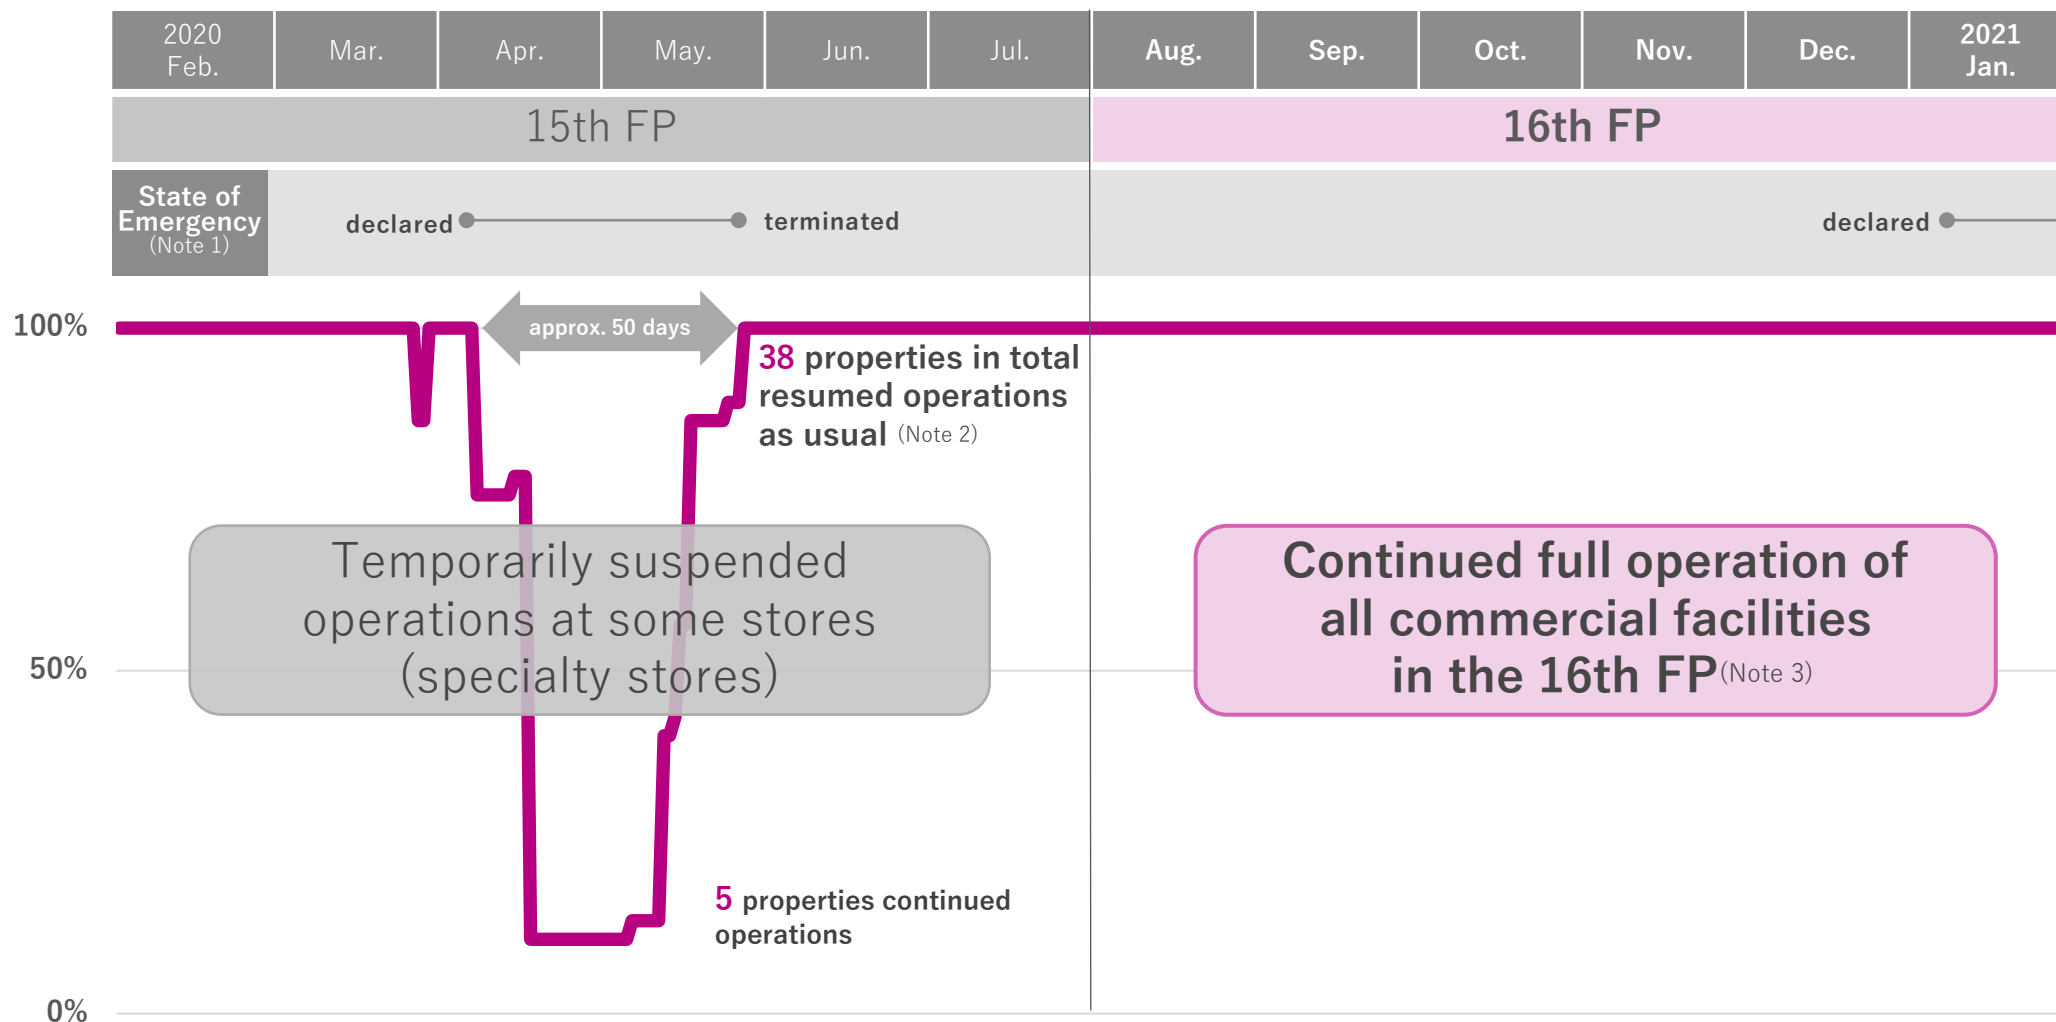 2020
Feb.
Mar.
Apr.
May.
Jun.
Jul.
Aug.
Sep.
Oct.
Nov.
Dec.
2021
Jan.
15th FP
16th FP
State of
Emergency
(Note 1)
declared
terminated
declared
100%
approx. 50 days
38 properties in total
resumed operations
as usual (Note 2)
Temporarily suspended
operations at some stores
(specialty stores)
Continued full operation of
all commercial facilities
in the 16th FP(Note 3)
50%
5 properties continued
operations
0%